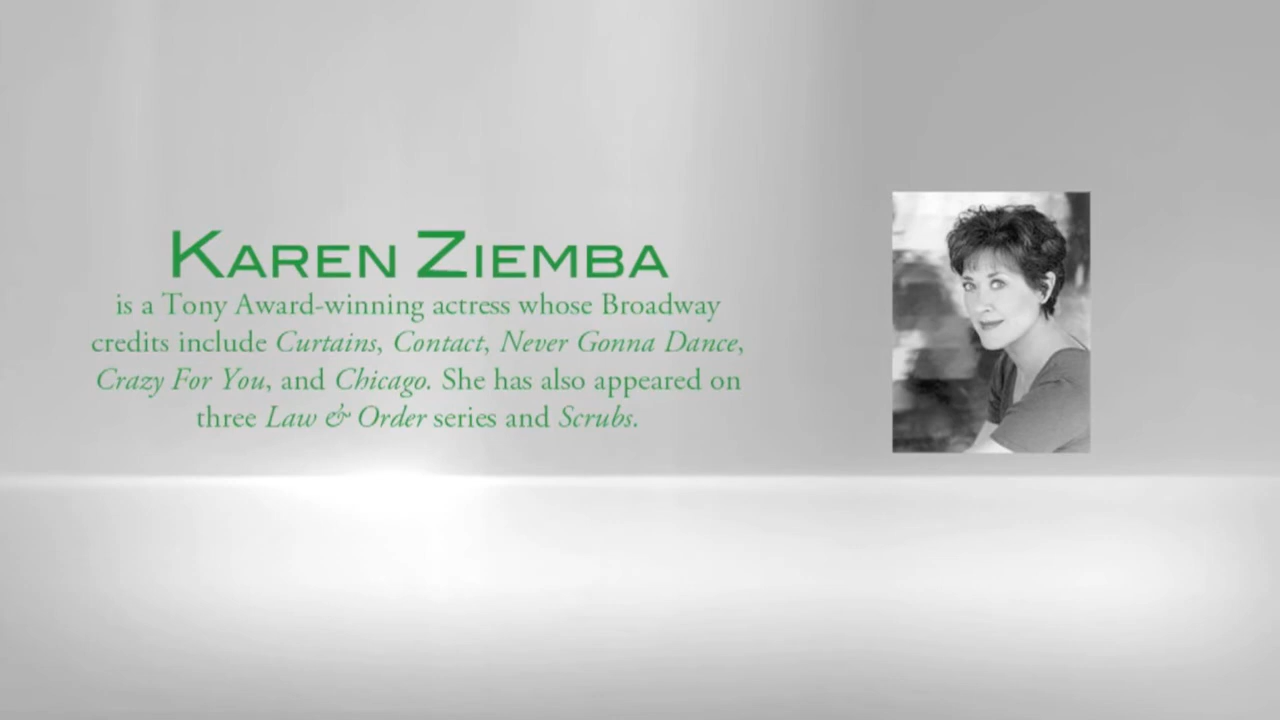 KAREN ZIEMBA
is a Tony Award-winning actress whose Broadway
credits include Curtains, Contact, Never Gonna Dance,
Crazy For You, and Chicago. She has also appeared on
three Law & Order series and Scrubs.